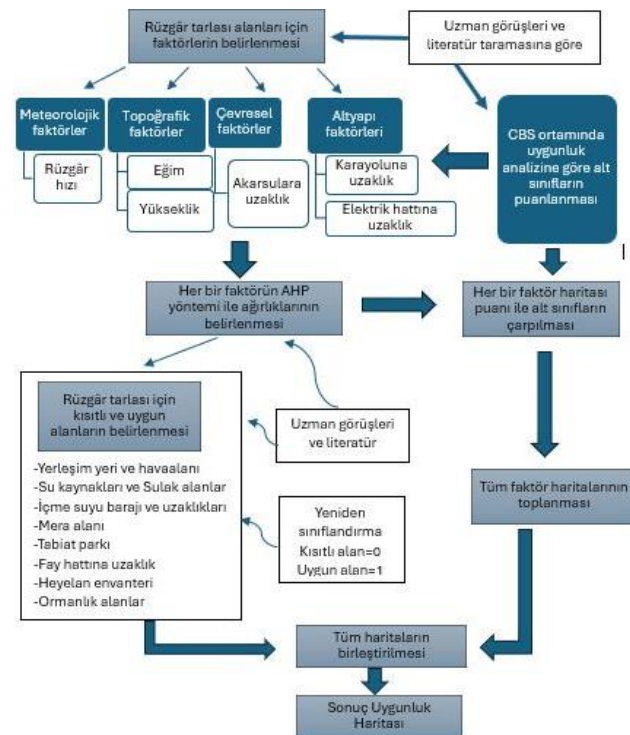 Rüzgâr tarlası alanları için
faktörlerin belirlenmesi
Uzman görüşleri ve
literatür taramasına göre
Meteorolojik
faktörler
Rüzgâr
hızı
Topoğrafik
faktörler
Eğim
Yükseklik
Çevresel
faktörler
Akarsulara
uzaklık
Altyapı
faktörleri
Karayoluna
uzaklık
Elektrik hattına
uzaklık
CBS ortamında
uygunluk
analizine göre alt
sınıfların
puanlanması
Her bir faktörün AHP
yöntemi ile ağırlıklarının
belirlenmesi
Her bir faktör haritası
puanı ile alt sınıfların
çarpılması
Rüzgâr tarlası için
kısıtlı ve uygun
alanların belirlenmesi
-Yerleşim yeri ve havaalanı
-Su kaynakları ve Sulak alanlar
-İçme suyu barajı ve uzaklıkları
-Mera alanı
-Tabiat parkı
-Fay hattına uzaklık
-Heyelan envanteri
-Ormanlık alanlar
Uzman görüşleri
ve literatür
Yeniden
sınıflandırma
Kısıtlı alan=0
Uygun alan=1
Tüm faktör haritalarının
toplanması
Tüm haritaların
birleştirilmesi
Sonuç Uygunluk
Haritası